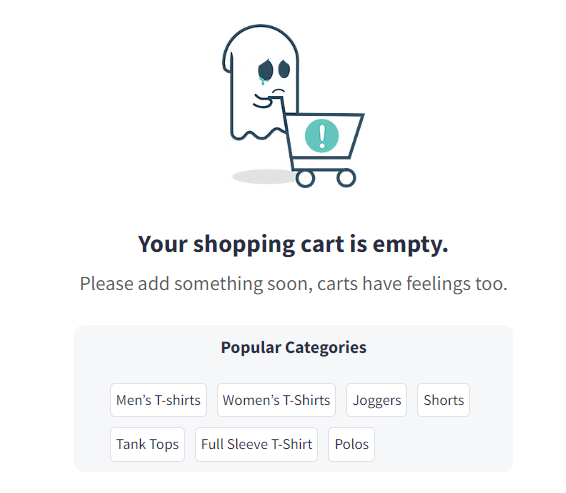 Your shopping cart is empty.
Please add something soon, carts have feelings too.
Popular Categories
Men’s T-shirts Women’s T-Shirts Joggers Shorts
Tank Tops Full Sleeve T-Shirt Polos